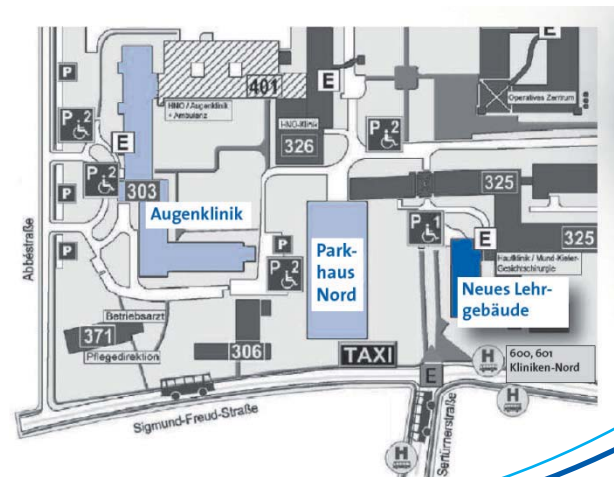 E
E
401
HNO / Augenklinik
+ Ambulanz
Operatives Zentrum
P
P 2
E
HNO-Klinik
326
P 2
P 2
303
P
Augenklinik
325
P 1
E
325
Hautklinik / Mund-Kiefer-
Gesichtschirurgie
Abbéstraße
P
P
P 2
Park-
haus
Nord
Neues Lehr-
gebäude
Betriebsarzt
371
Pflegedirektion
306
TAXI
H
600, 601
Kliniken-Nord
E
H
Sigmund-Freud-Straße
Sertürnerstraße
H